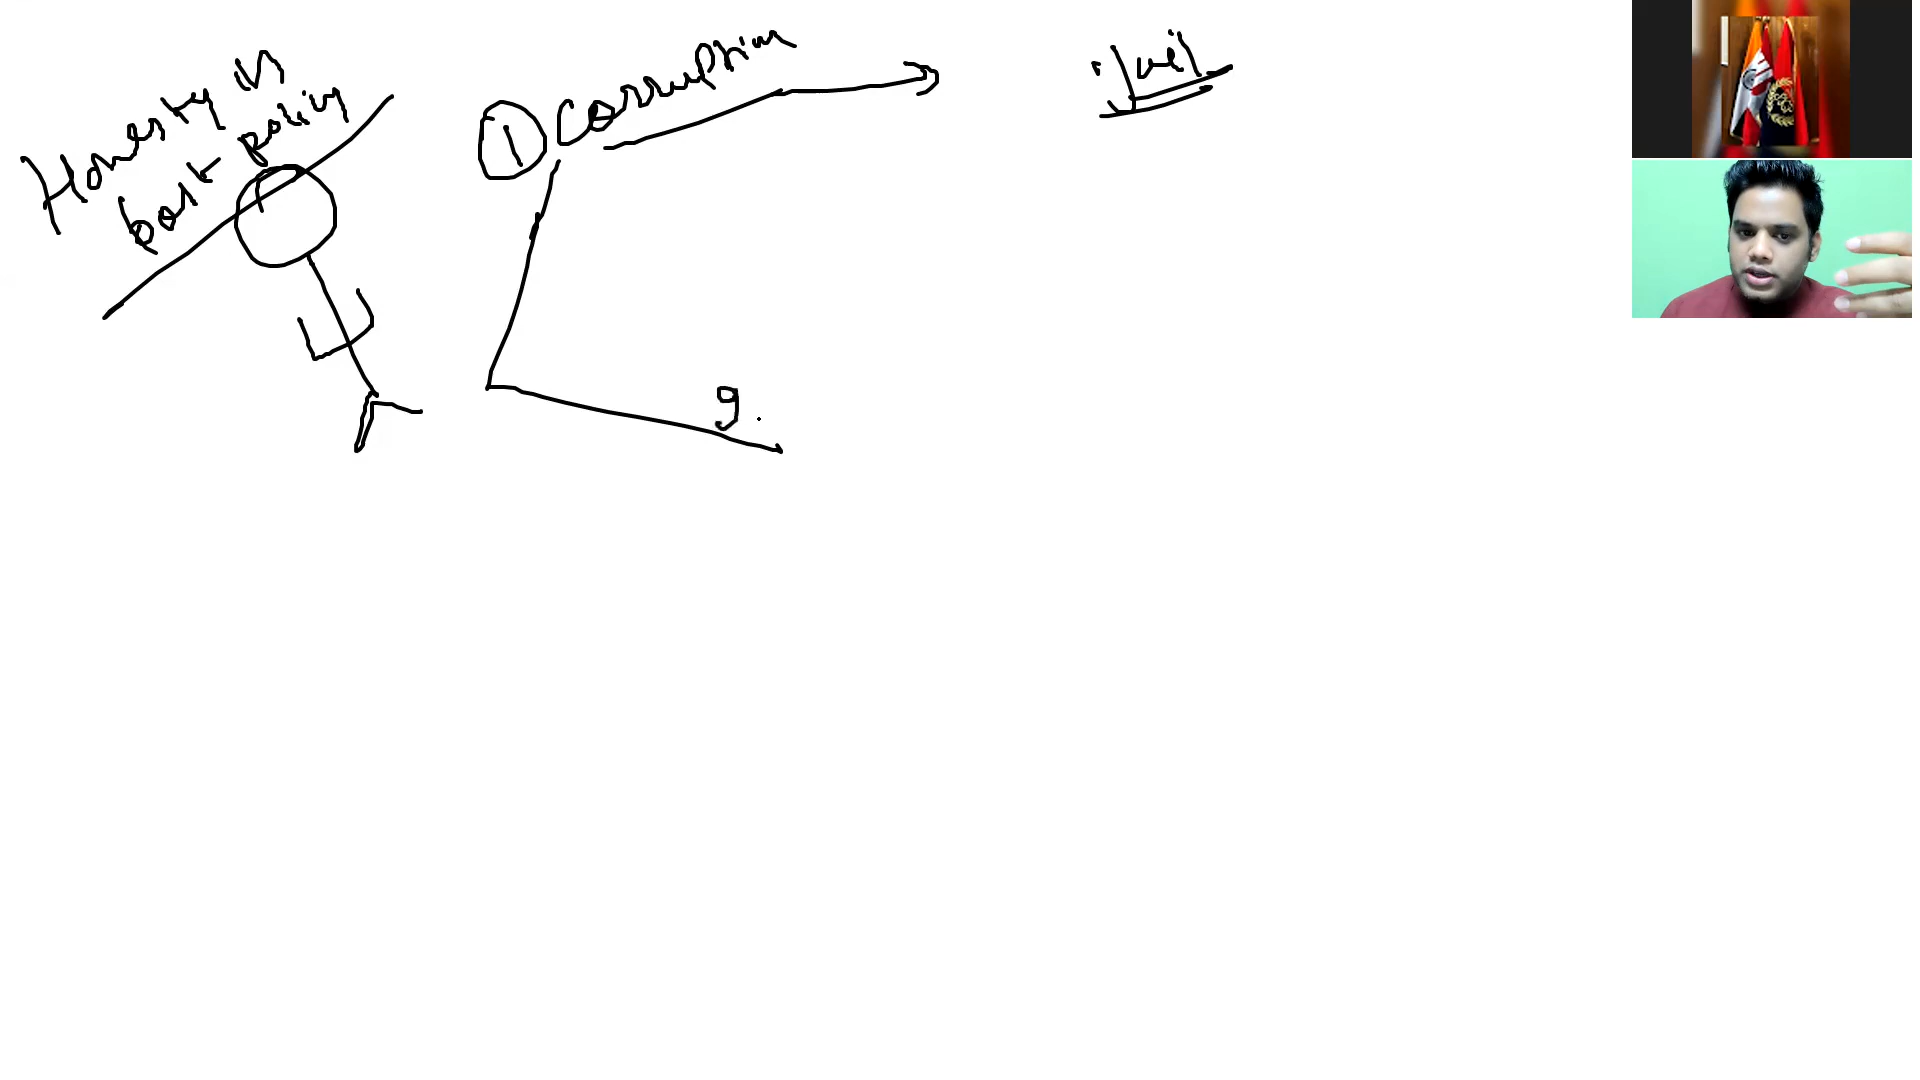 Honesty is
best policy
① Corruption
9.